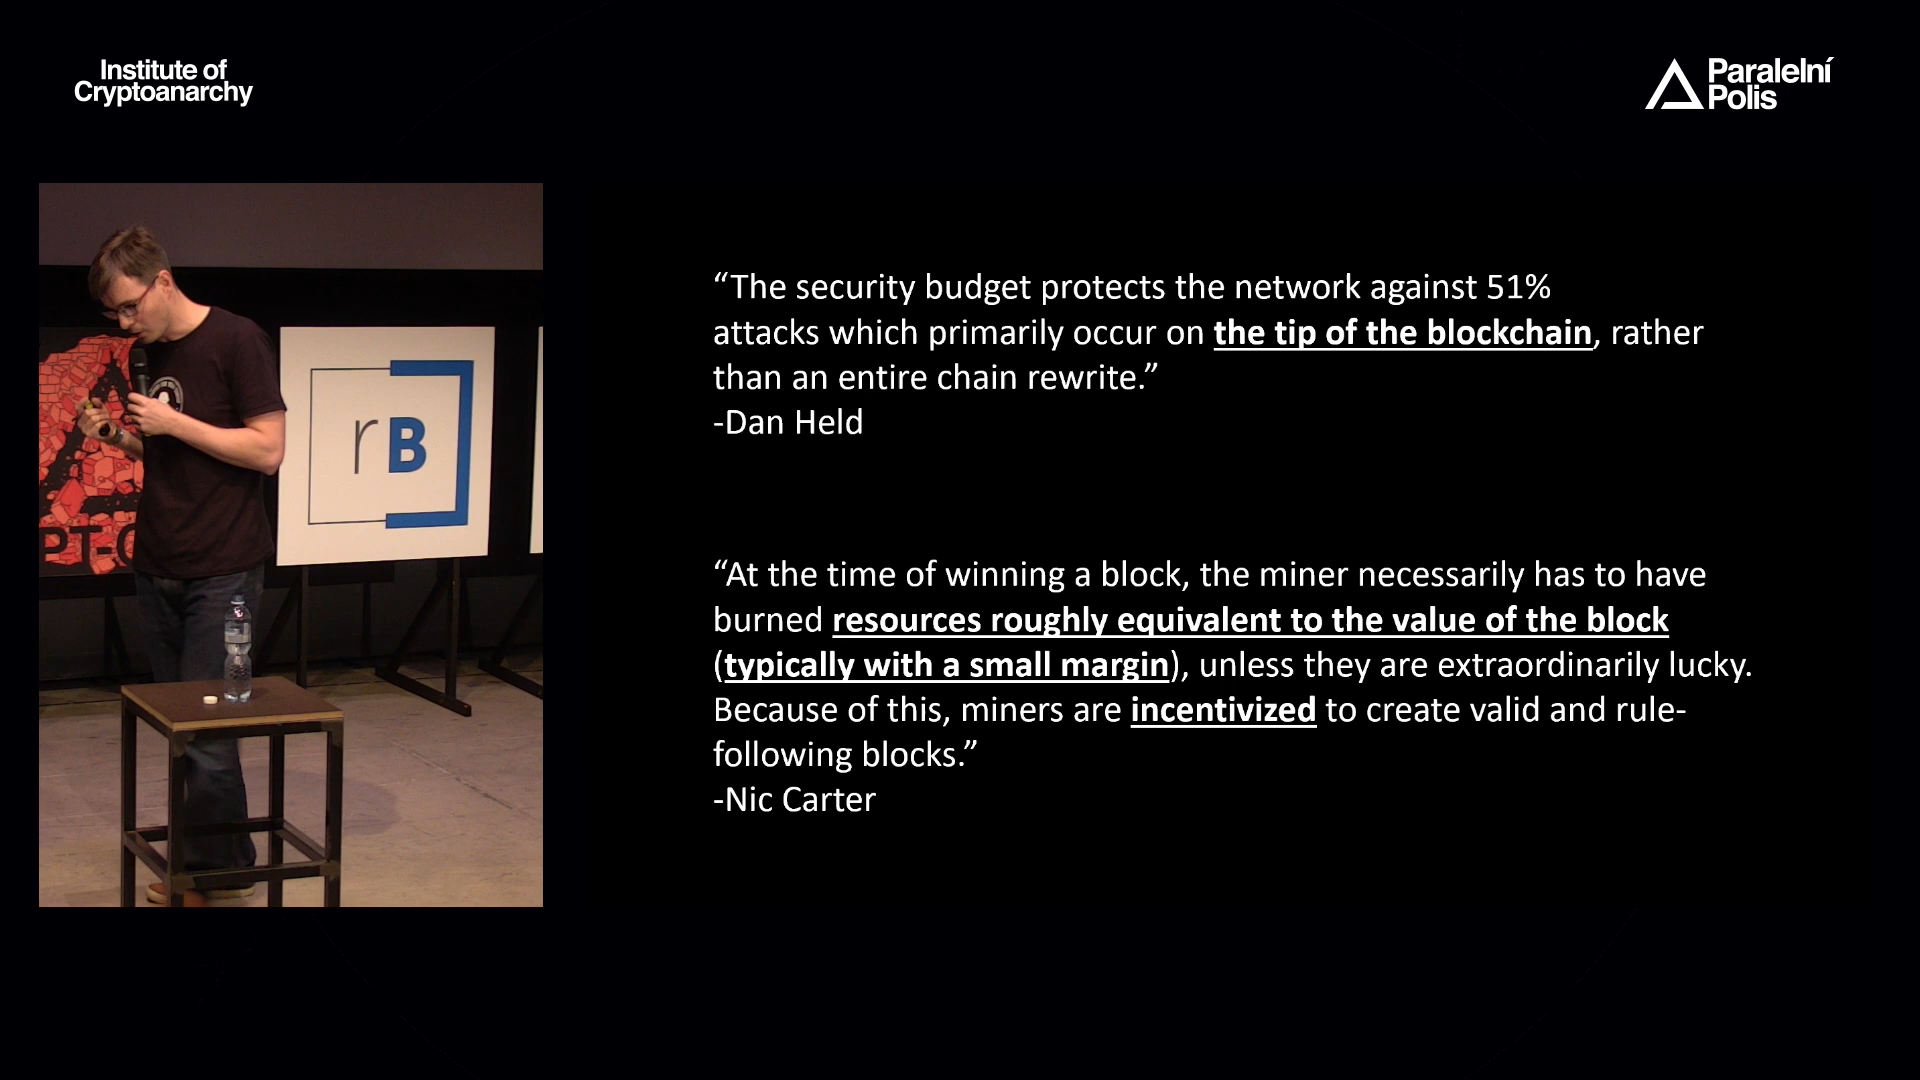 Institute of
Cryptoanarchy
Paralelní
Polis
“The security budget protects the network against 51%
attacks which primarily occur on the tip of the blockchain, rather
than an entire chain rewrite.”
-Dan Held
“At the time of winning a block, the miner necessarily has to have
burned resources roughly equivalent to the value of the block
(typically with a small margin), unless they are extraordinarily lucky.
Because of this, miners are incentivized to create valid and rule-
following blocks.”
-Nic Carter
rB
PT-